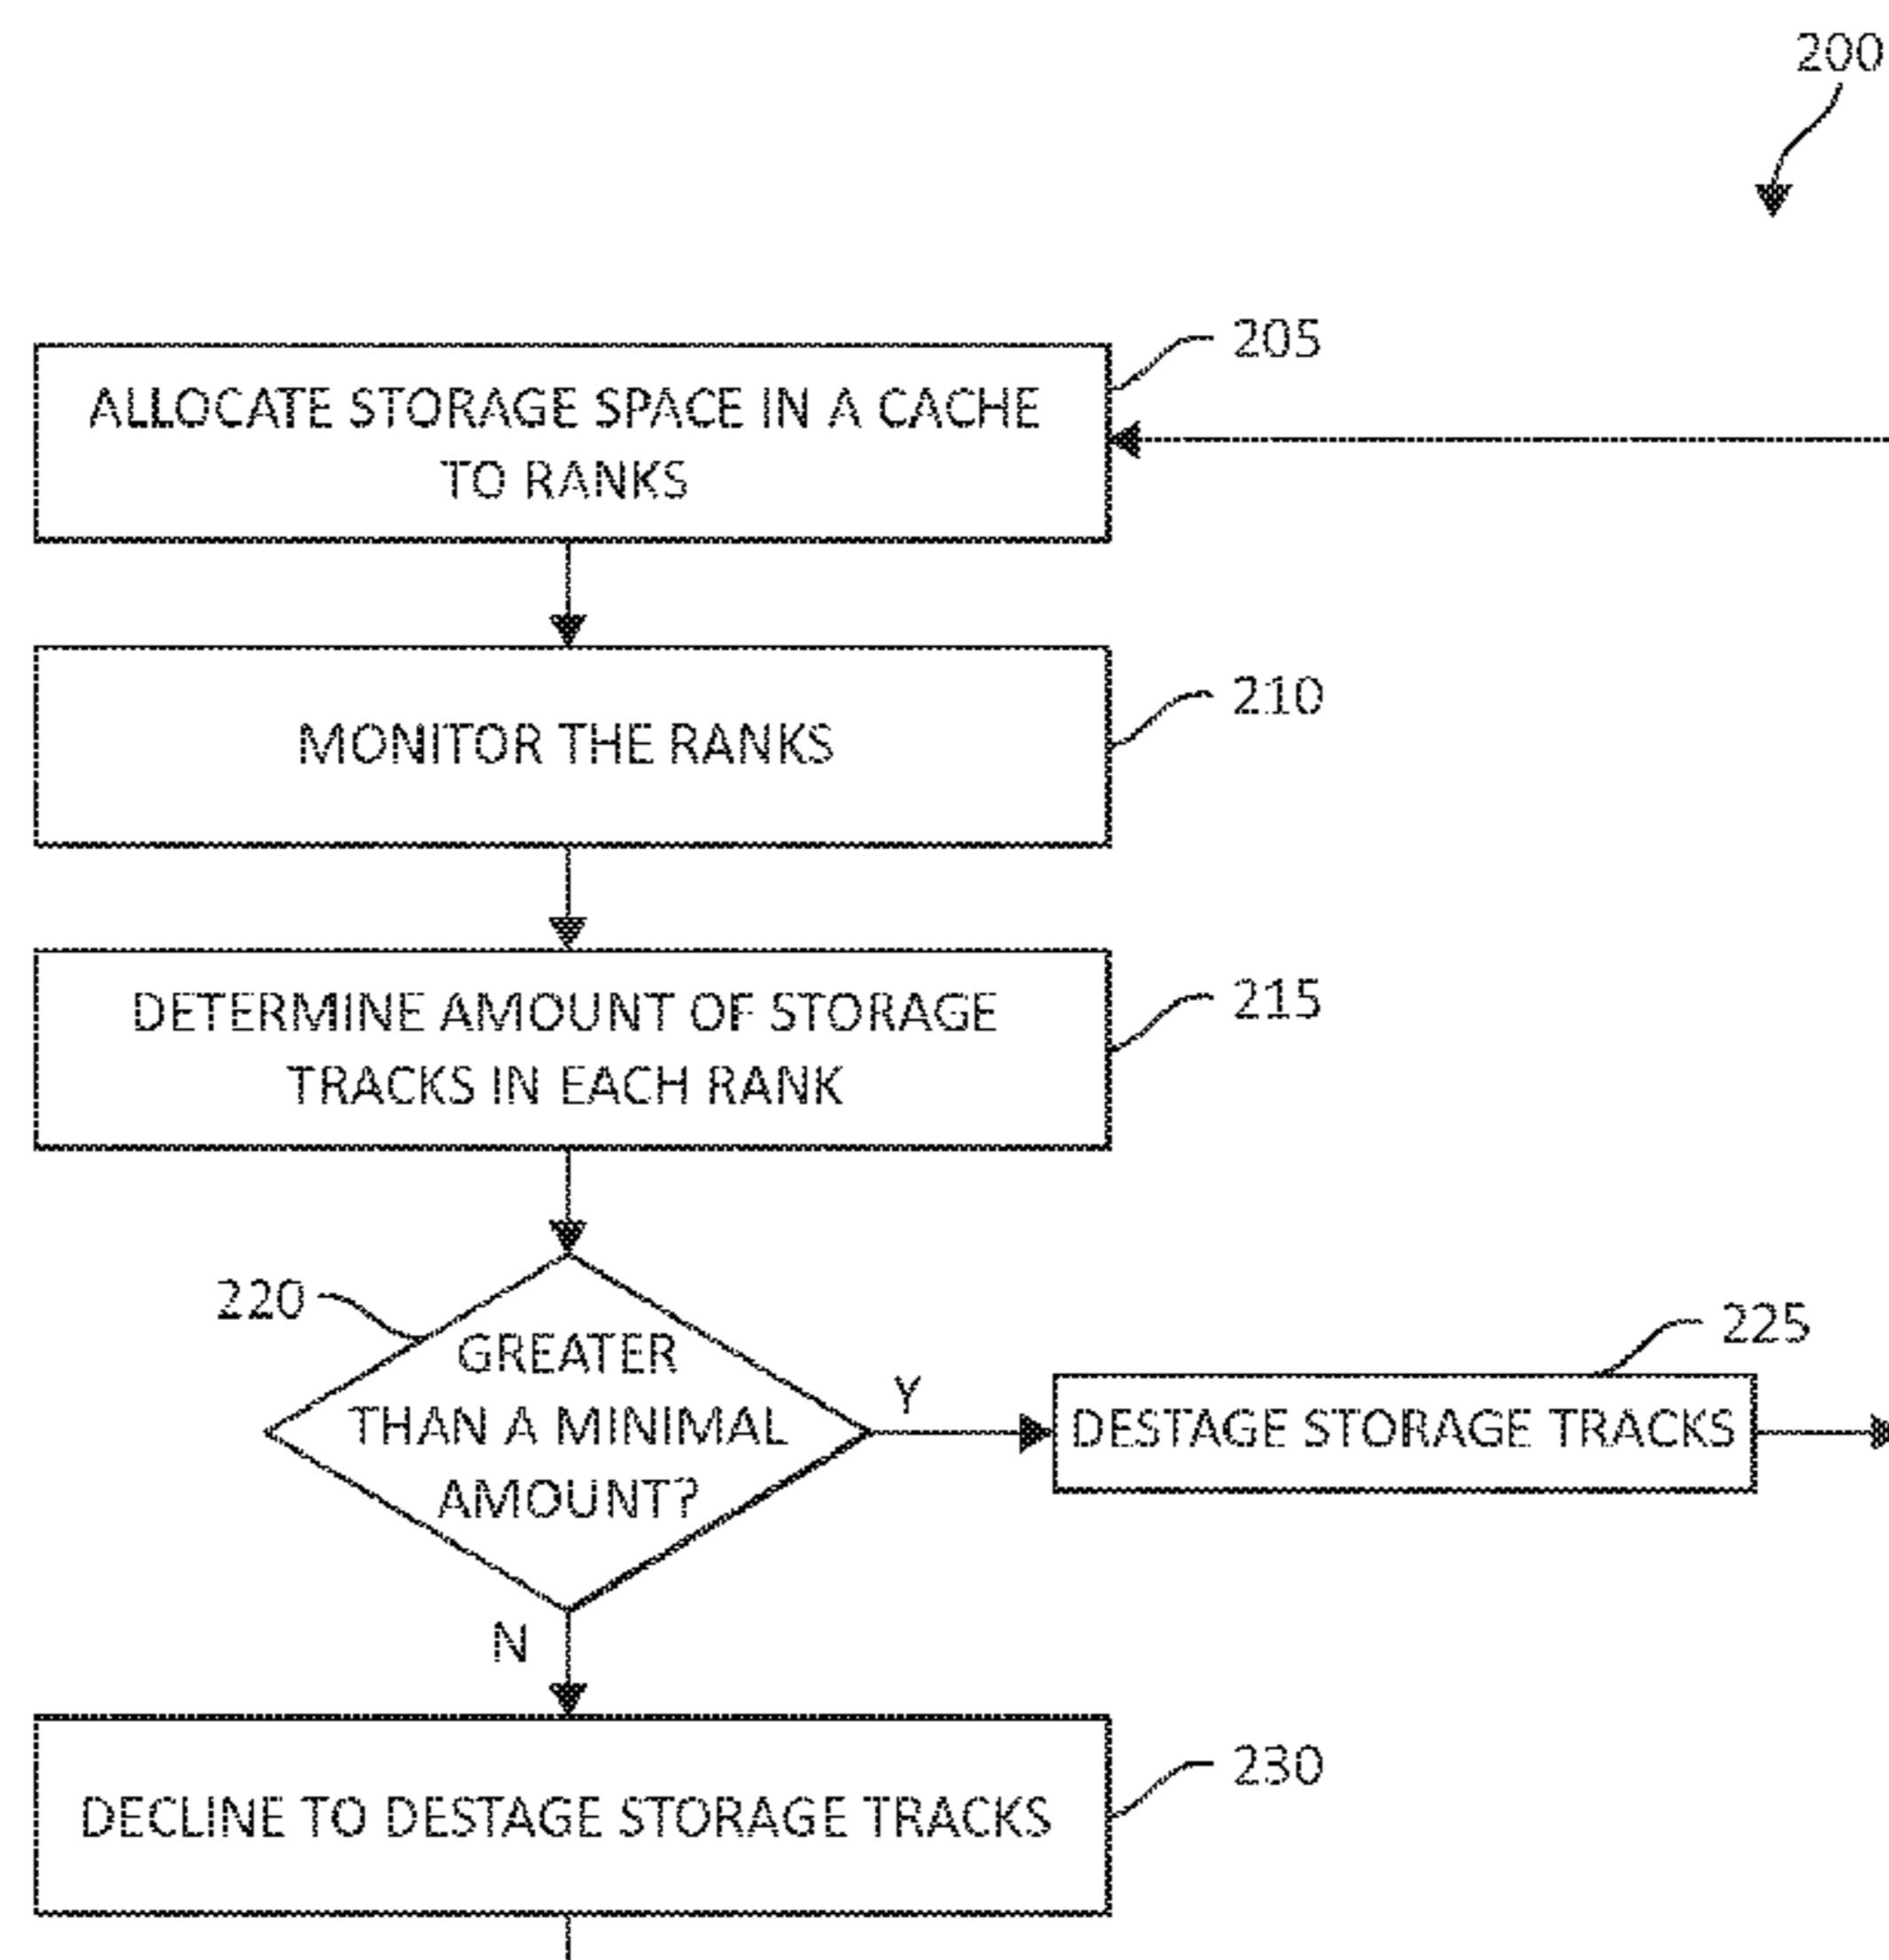 200
205
ALLOCATE STORAGE SPACE IN A CACHE
TO RANKS
210
MONITOR THE RANKS
215
DETERMINE AMOUNT OF STORAGE
TRACKS IN EACH RANK
220
GREATER
THAN A MINIMAL
AMOUNT?
Y
225
DESTAGE STORAGE TRACKS
N
230
DECLINE TO DESTAGE STORAGE TRACKS